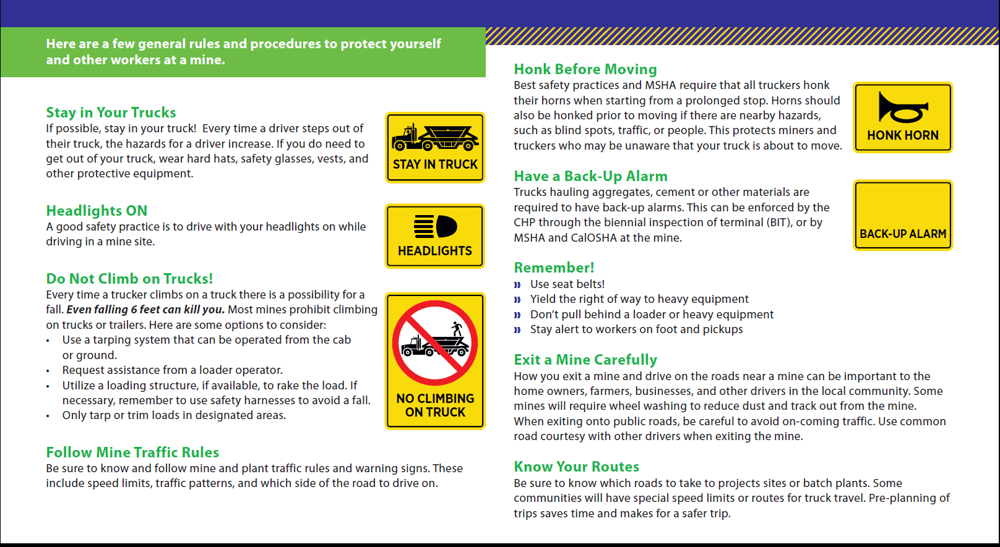 Here are a few general rules and procedures to protect yourself
and other workers at a mine.
Stay in Your Trucks
If possible, stay in your truck!  Every time a driver steps out of
their truck, the hazards for a driver increase. If you do need to
get out of your truck, wear hard hats, safety glasses, vests, and
other protective equipment.
STAY IN TRUCK
Headlights ON
A good safety practice is to drive with your headlights on while
driving in a mine site.
HEADLIGHTS
Do Not Climb on Trucks!
Every time a trucker climbs on a truck there is a possibility for a
fall. Even falling 6 feet can kill you. Most mines prohibit climbing
on trucks or trailers. Here are some options to consider:
• Use a tarping system that can be operated from the cab
or ground.
• Request assistance from a loader operator.
• Utilize a loading structure, if available, to rake the load. If
necessary, remember to use safety harnesses to avoid a fall.
• Only tarp or trim loads in designated areas.
NO CLIMBING
ON TRUCK
Follow Mine Traffic Rules
Be sure to know and follow mine and plant traffic rules and warning signs. These
include speed limits, traffic patterns, and which side of the road to drive on.
Honk Before Moving
Best safety practices and MSHA require that all truckers honk
their horns when starting from a prolonged stop. Horns should
also be honked prior to moving if there are nearby hazards,
such as blind spots, traffic, or people. This protects miners and
truckers who may be unaware that your truck is about to move.
HONK HORN
Have a Back-Up Alarm
Trucks hauling aggregates, cement or other materials are
required to have back-up alarms. This can be enforced by the
CHP through the biennial inspection of terminal (BIT), or by
MSHA and CalOSHA at the mine.
BACK-UP ALARM
Remember!
» Use seat belts!
» Yield the right of way to heavy equipment
» Don't pull behind a loader or heavy equipment
» Stay alert to workers on foot and pickups
Exit a Mine Carefully
How you exit a mine and drive on the roads near a mine can be important to the
home owners, farmers, businesses, and other drivers in the local community. Some
mines will require wheel washing to reduce dust and track out from the mine.
When exiting onto public roads, be careful to avoid on-coming traffic. Use common
road courtesy with other drivers when exiting the mine.
Know Your Routes
Be sure to know which roads to take to projects sites or batch plants. Some
communities will have special speed limits or routes for truck travel. Pre-planning of
trips saves time and makes for a safer trip.